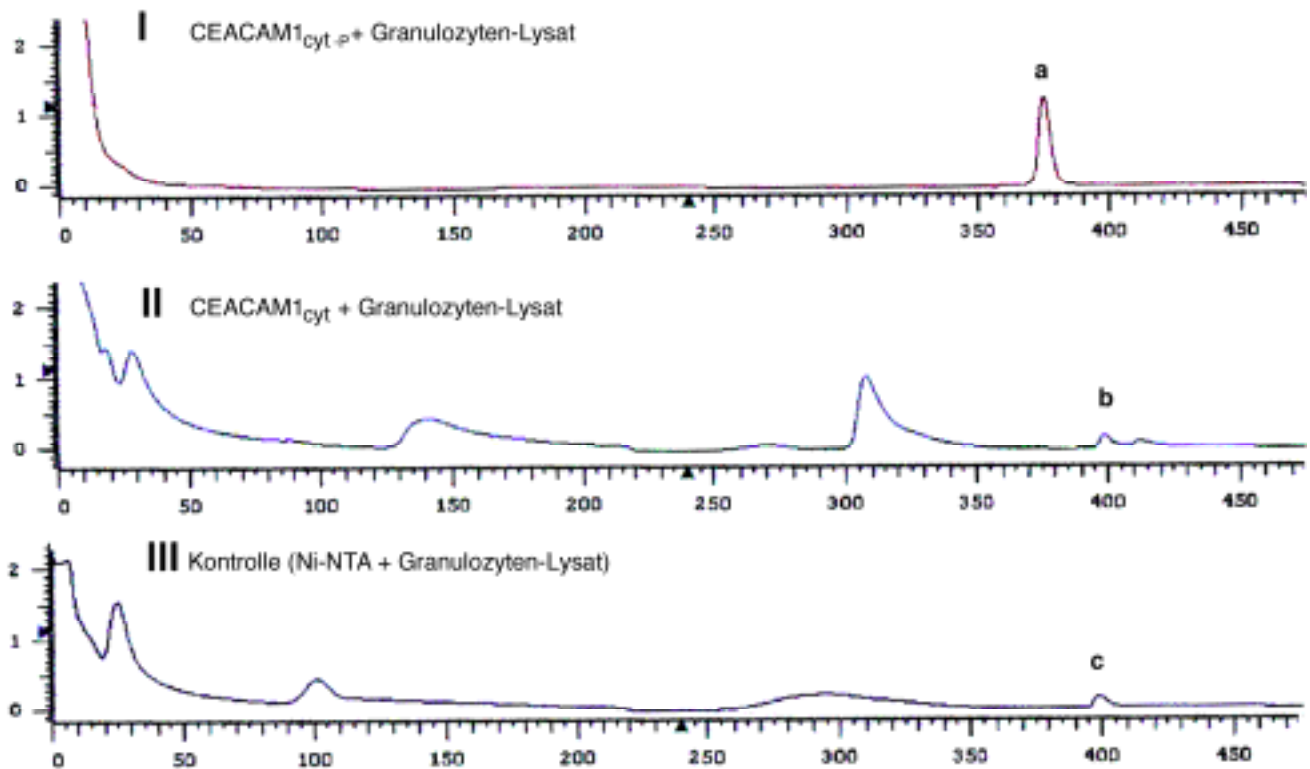 I CEACAM1cyt-P + Granulozyten-Lysat
a
2
1
0
0 50 100 150 200 250 300 350 400 450
II CEACAM1cyt + Granulozyten-Lysat
b
2
1
0
0 50 100 150 200 250 300 350 400 450
III Kontrolle (Ni-NTA + Granulozyten-Lysat)
c
2
1
0
0 50 100 150 200 250 300 350 400 450